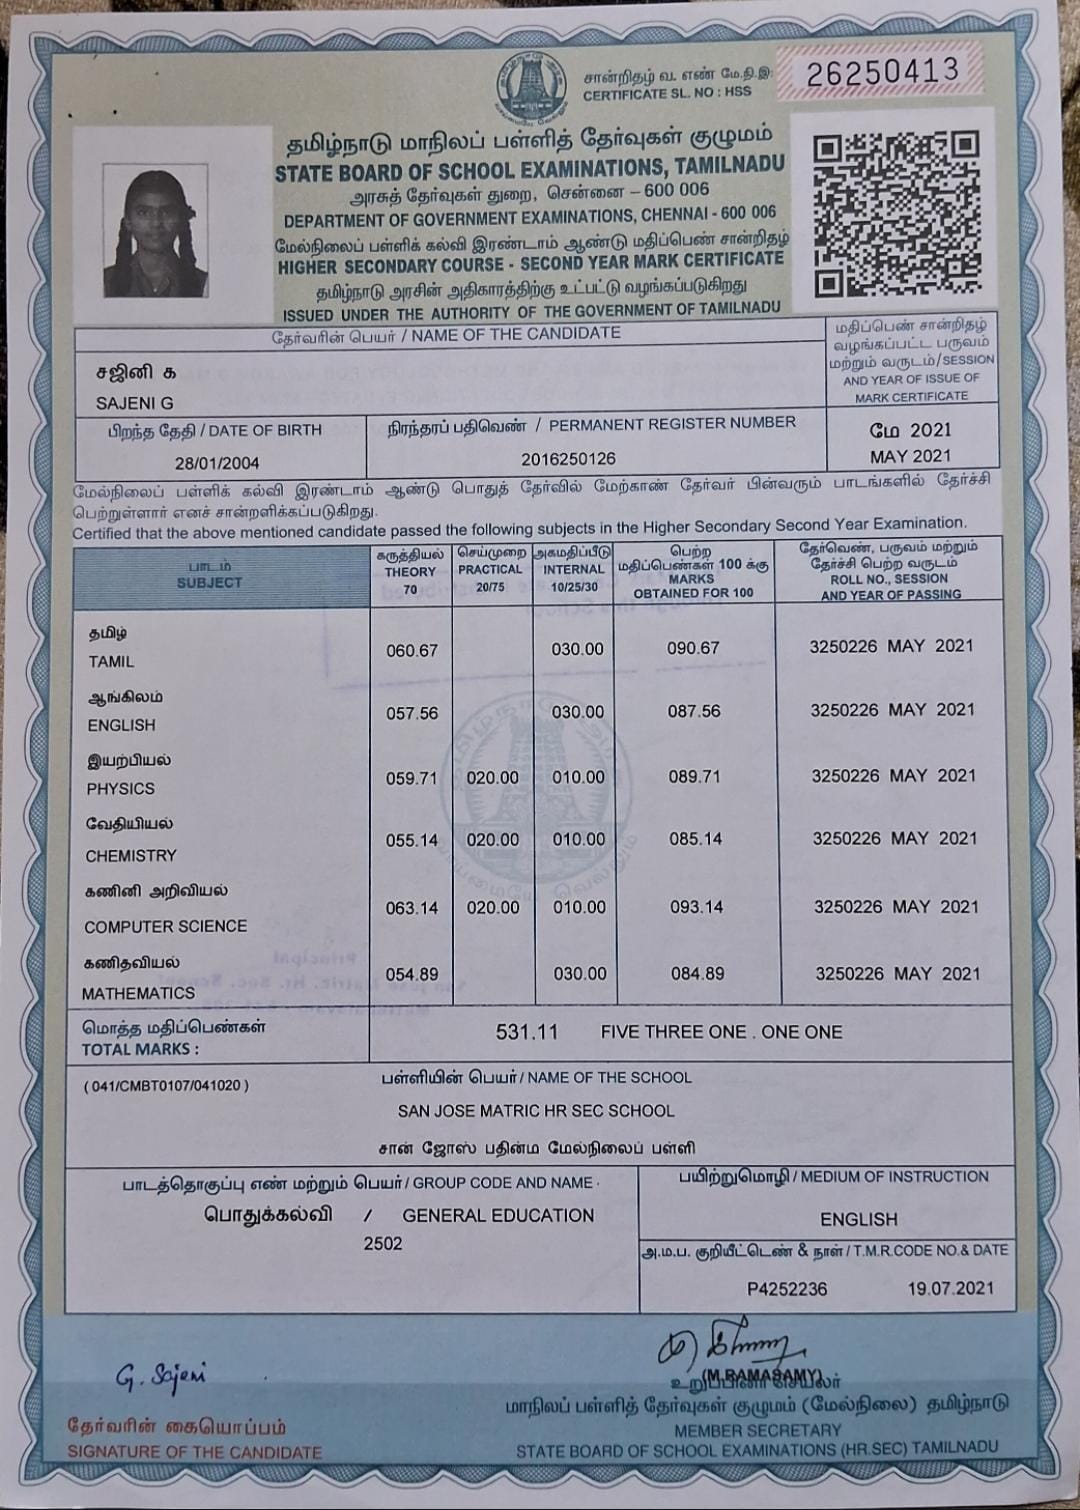 சான்றிதழ் வ. எண் மே.நி.இ:
CERTIFICATE SL. NO : HSS
26250413
தமிழ்நாடு மாநிலப் பள்ளித் தேர்வுகள் குழுமம்
STATE BOARD OF SCHOOL EXAMINATIONS, TAMILNADU
அரசுத் தேர்வுகள் துறை, சென்னை – 600 006
DEPARTMENT OF GOVERNMENT EXAMINATIONS, CHENNAI - 600 006
மேல்நிலைப் பள்ளிக் கல்வி இரண்டாம் ஆண்டு மதிப்பெண் சான்றிதழ்
HIGHER SECONDARY COURSE - SECOND YEAR MARK CERTIFICATE
தமிழ்நாடு அரசின் அதிகாரத்திற்கு உட்பட்டு வழங்கப்படுகிறது
ISSUED UNDER THE AUTHORITY OF THE GOVERNMENT OF TAMILNADU
தேர்வரின் பெயர் / NAME OF THE CANDIDATE
சஜினி க
SAJENI G
மதிப்பெண் சான்றிதழ்
வழங்கப்பட்ட பருவம்
மற்றும் வருடம் / SESSION
AND YEAR OF ISSUE OF
MARK CERTIFICATE
பிறந்த தேதி / DATE OF BIRTH
28/01/2004
நிரந்தரப் பதிவெண் / PERMANENT REGISTER NUMBER
2016250126
மே 2021
MAY 2021
மேல்நிலைப் பள்ளிக் கல்வி இரண்டாம் ஆண்டு பொதுத் தேர்வில் மேற்காண் தேர்வர் பின்வரும் பாடங்களில் தேர்ச்சி
பெற்றுள்ளார் எனச் சான்றளிக்கப்படுகிறது.
Certified that the above mentioned candidate passed the following subjects in the Higher Secondary Second Year Examination.
பாடம்
SUBJECT
கருத்தியல்
THEORY
70
செய்முறை
PRACTICAL
20/75
அகமதிப்பீடு
INTERNAL
10/25/30
பெற்ற
மதிப்பெண்கள் 100 க்கு
MARKS
OBTAINED FOR 100
தேர்வெண், பருவம் மற்றும்
தேர்ச்சி பெற்ற வருடம்
ROLL NO., SESSION
AND YEAR OF PASSING
தமிழ்
TAMIL 060.67 030.00 090.67 3250226 MAY 2021
ஆங்கிலம்
ENGLISH 057.56 030.00 087.56 3250226 MAY 2021
இயற்பியல்
PHYSICS 059.71 020.00 010.00 089.71 3250226 MAY 2021
வேதியியல்
CHEMISTRY 055.14 020.00 010.00 085.14 3250226 MAY 2021
கணினி அறிவியல்
COMPUTER SCIENCE 063.14 020.00 010.00 093.14 3250226 MAY 2021
கணிதவியல்
MATHEMATICS 054.89 030.00 084.89 3250226 MAY 2021
மொத்த மதிப்பெண்கள்
TOTAL MARKS : 531.11 FIVE THREE ONE . ONE ONE
( 041/CMBT0107/041020 )
பள்ளியின் பெயர் / NAME OF THE SCHOOL
SAN JOSE MATRIC HR SEC SCHOOL
சான் ஜோஸ் பதின்ம மேல்நிலைப் பள்ளி
பாடத்தொகுப்பு எண் மற்றும் பெயர் / GROUP CODE AND NAME
பொதுக்கல்வி / GENERAL EDUCATION
2502
பயிற்றுமொழி / MEDIUM OF INSTRUCTION
ENGLISH
அ.ம.ப. குறியீட்டெண் & நாள் / T.M.R.CODE NO.& DATE
P4252236 19.07.2021
G. Sajeni
தேர்வரின் கையொப்பம்
SIGNATURE OF THE CANDIDATE
(M.RAMASAMY)
உறுப்பினர் செயலர்
மாநிலப் பள்ளித் தேர்வுகள் குழுமம் (மேல்நிலை) தமிழ்நாடு
MEMBER SECRETARY
STATE BOARD OF SCHOOL EXAMINATIONS (HR.SEC) TAMILNADU